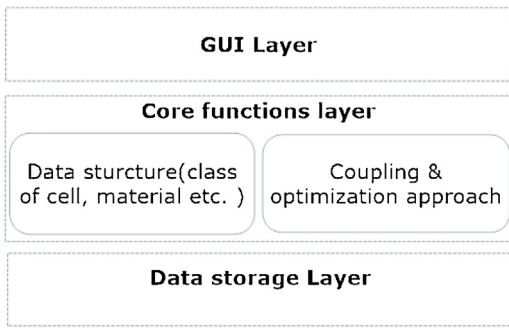 GUI Layer
Core functions layer
Data sturcture(class
of cell, material etc. )
Coupling &
optimization approach
Data storage Layer